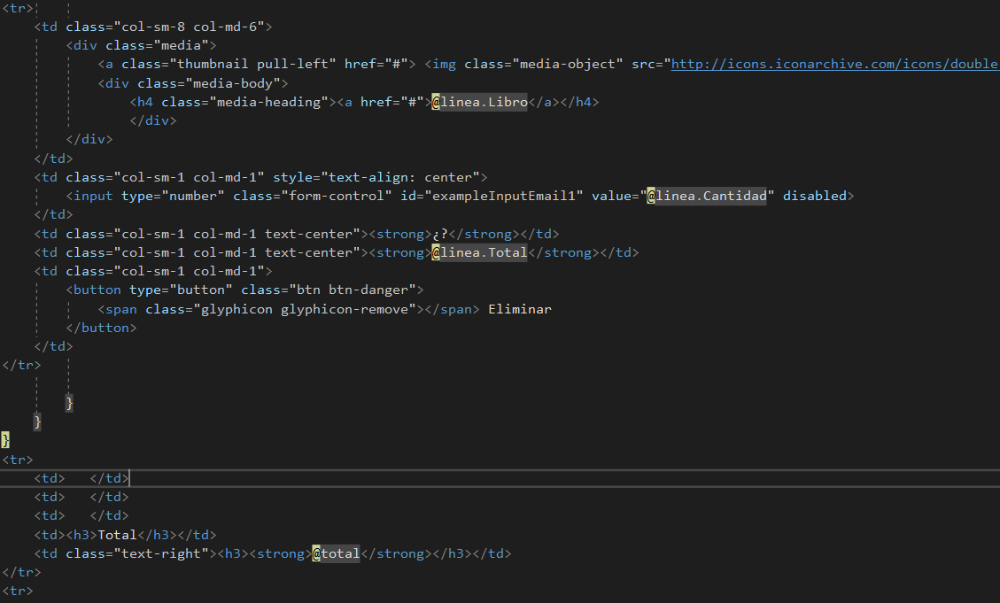 <tr>
<td class="col-sm-8 col-md-6">
<div class="media">
<a class="thumbnail pull-left" href="#"> <img class="media-object" src="http://icons.iconarchive.com/icons/double
<div class="media-body">
<h4 class="media-heading"><a href="#">@linea.Libro</a></h4>
</div>
</div>
</td>
<td class="col-sm-1 col-md-1" style="text-align: center">
<input type="number" class="form-control" id="exampleInputEmail1" value="@linea.Cantidad" disabled>
</td>
<td class="col-sm-1 col-md-1 text-center"><strong>¿?</strong></td>
<td class="col-sm-1 col-md-1 text-center"><strong>@linea.Total</strong></td>
<td class="col-sm-1 col-md-1">
<button type="button" class="btn btn-danger">
<span class="glyphicon glyphicon-remove"></span> Eliminar
</button>
</td>
</tr>
}
}
}
<tr>
<td>   </td>
<td>   </td>
<td>   </td>
<td><h3>Total</h3></td>
<td class="text-right"><h3><strong>@total</strong></h3></td>
</tr>
<tr>